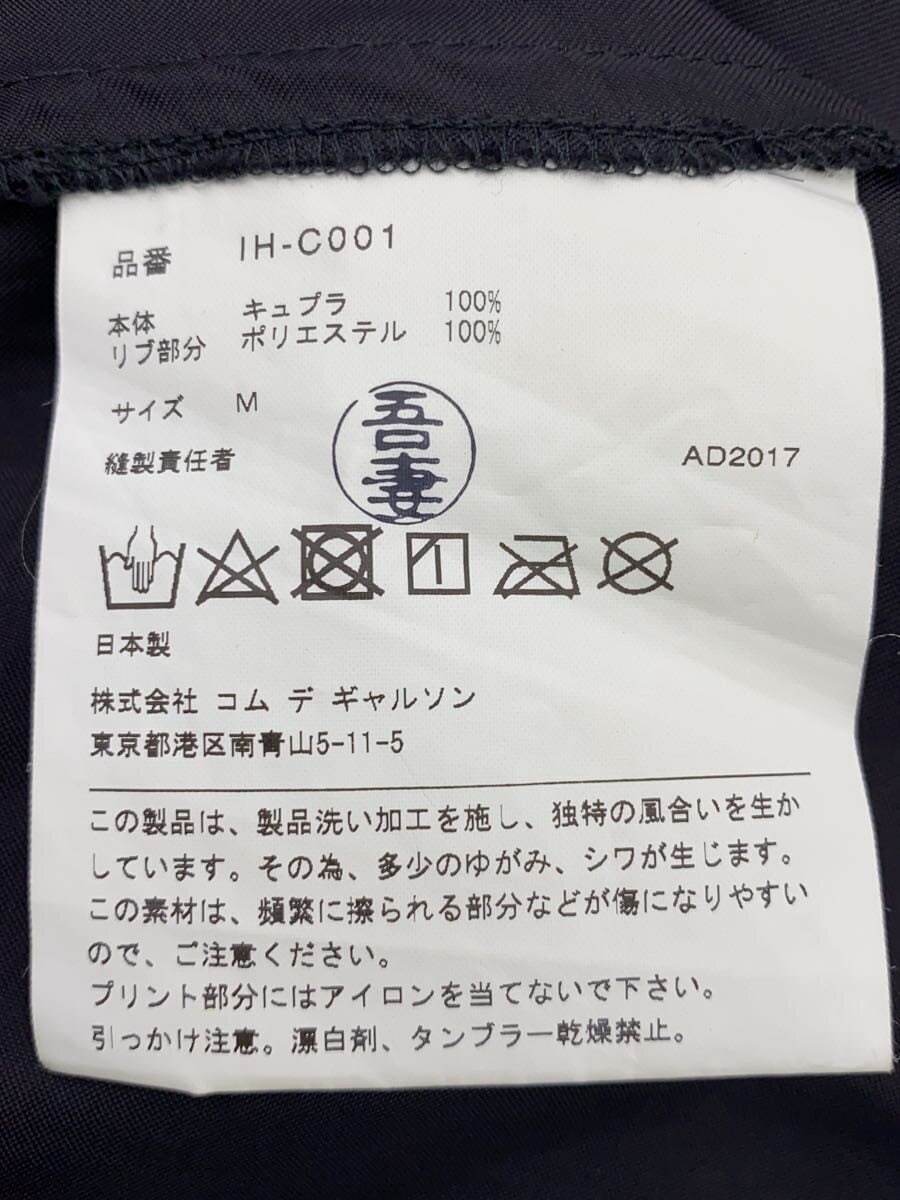 品番 IH-C001
本体 キュプラ 100%
リブ部分 ポリエステル 100%
サイズ M
縫製責任者 吾妻 AD2017
日本製
株式会社 コム デ ギャルソン
東京都港区南青山5-11-5
この製品は、製品洗い加工を施し、独特の風合いを生か
しています。その為、多少のゆがみ、シワが生じます。
この素材は、頻繁に擦られる部分などが傷になりやすい
ので、ご注意ください。
プリント部分にはアイロンを当てないで下さい。
引っかけ注意。漂白剤、タンブラー乾燥禁止。